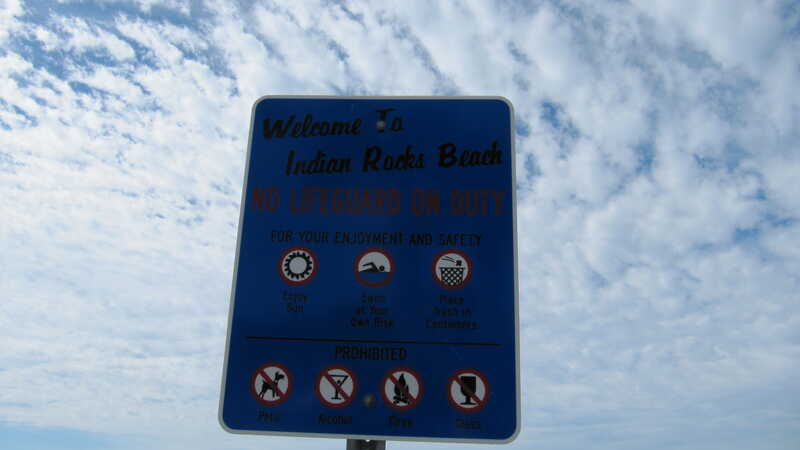 Welcome To
Indian Rocks Beach
NO LIFEGUARD ON DUTY
FOR YOUR ENJOYMENT AND SAFETY
Enjoy Sun
Swim at Your Own Risk
Place Trash in Containers
PROHIBITED
Pets Alcohol Fires Glass